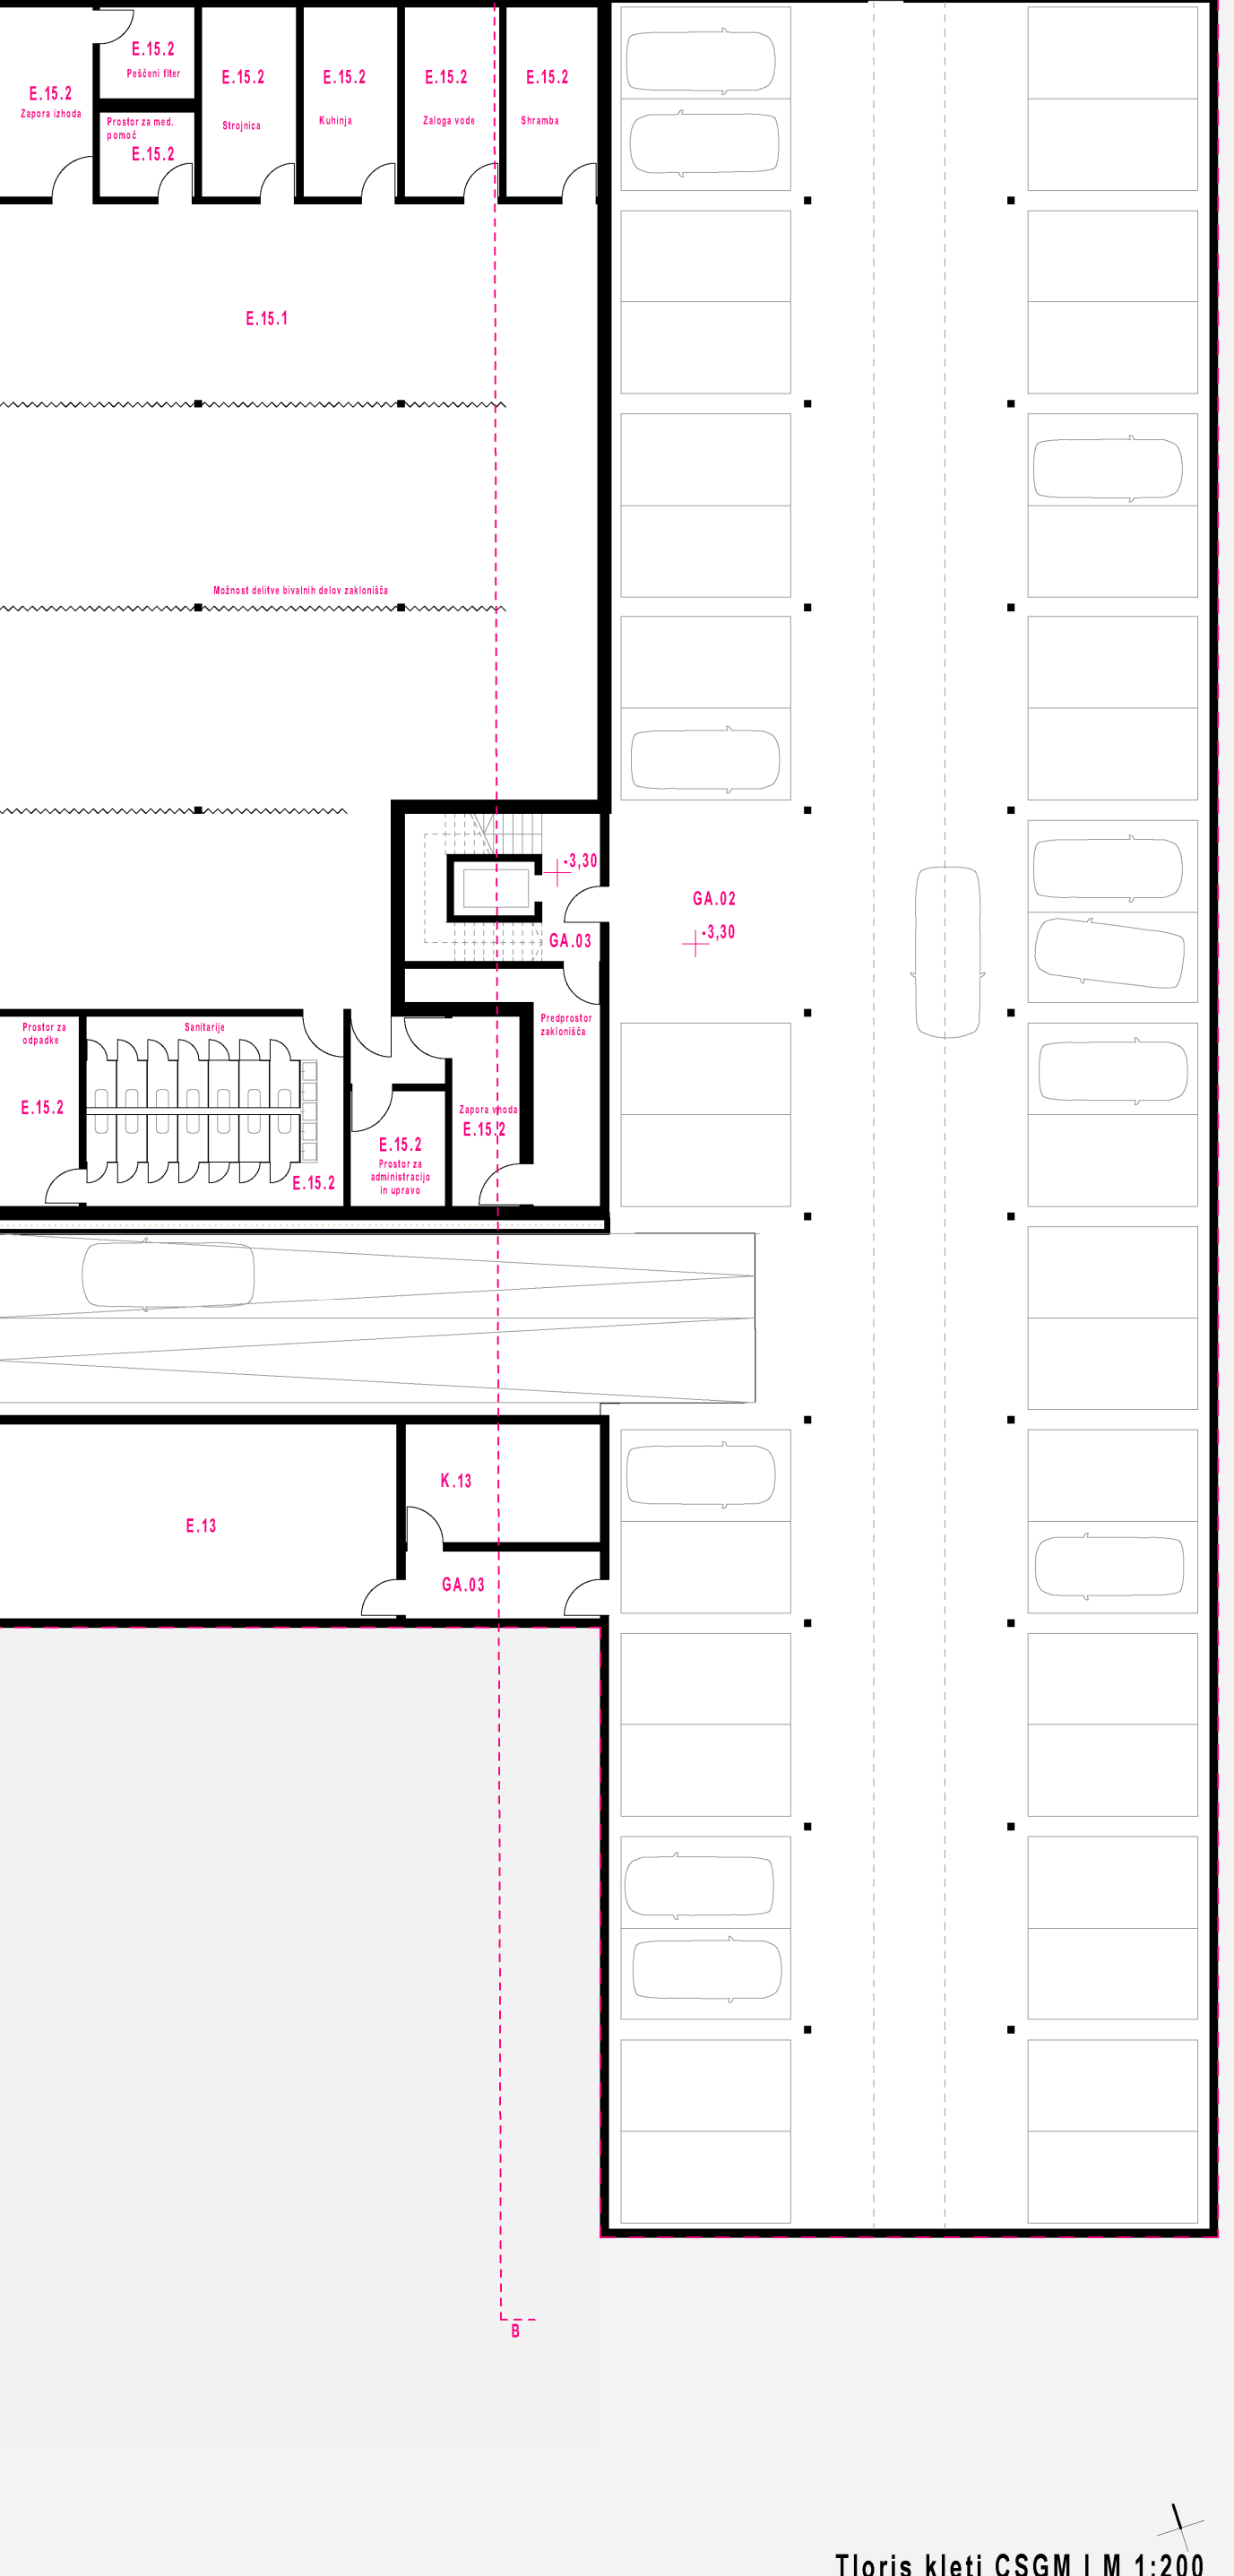 E.15.2
Peščeni flter
E.15.2
Zapora izhoda
Prostor za med.
pomoč
E.15.2
E.15.2
Strojnica
E.15.2
Kuhinja
E.15.2
Zaloga vode
E.15.2
Shramba
E.15.1
Možnost delitve bivalnih delov zaklonišča
-3,30
GA.03
GA.02
-3,30
Predprostor
zaklonišča
Prostor za
odpadke
E.15.2
Sanitarije
E.15.2
E.15.2
Prostor za
administracijo
in upravo
Zapora vhoda
E.15.2
K.13
E.13
GA.03
B
Tloris kleti CSGM | M 1:200